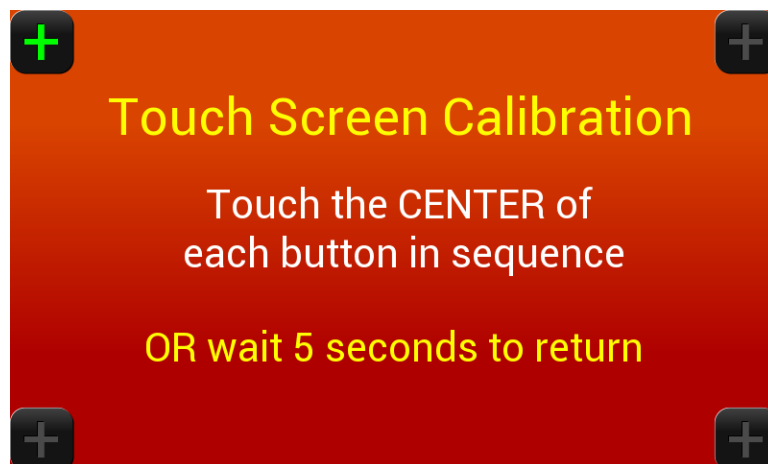 Touch Screen Calibration
Touch the CENTER of
each button in sequence
OR wait 5 seconds to return